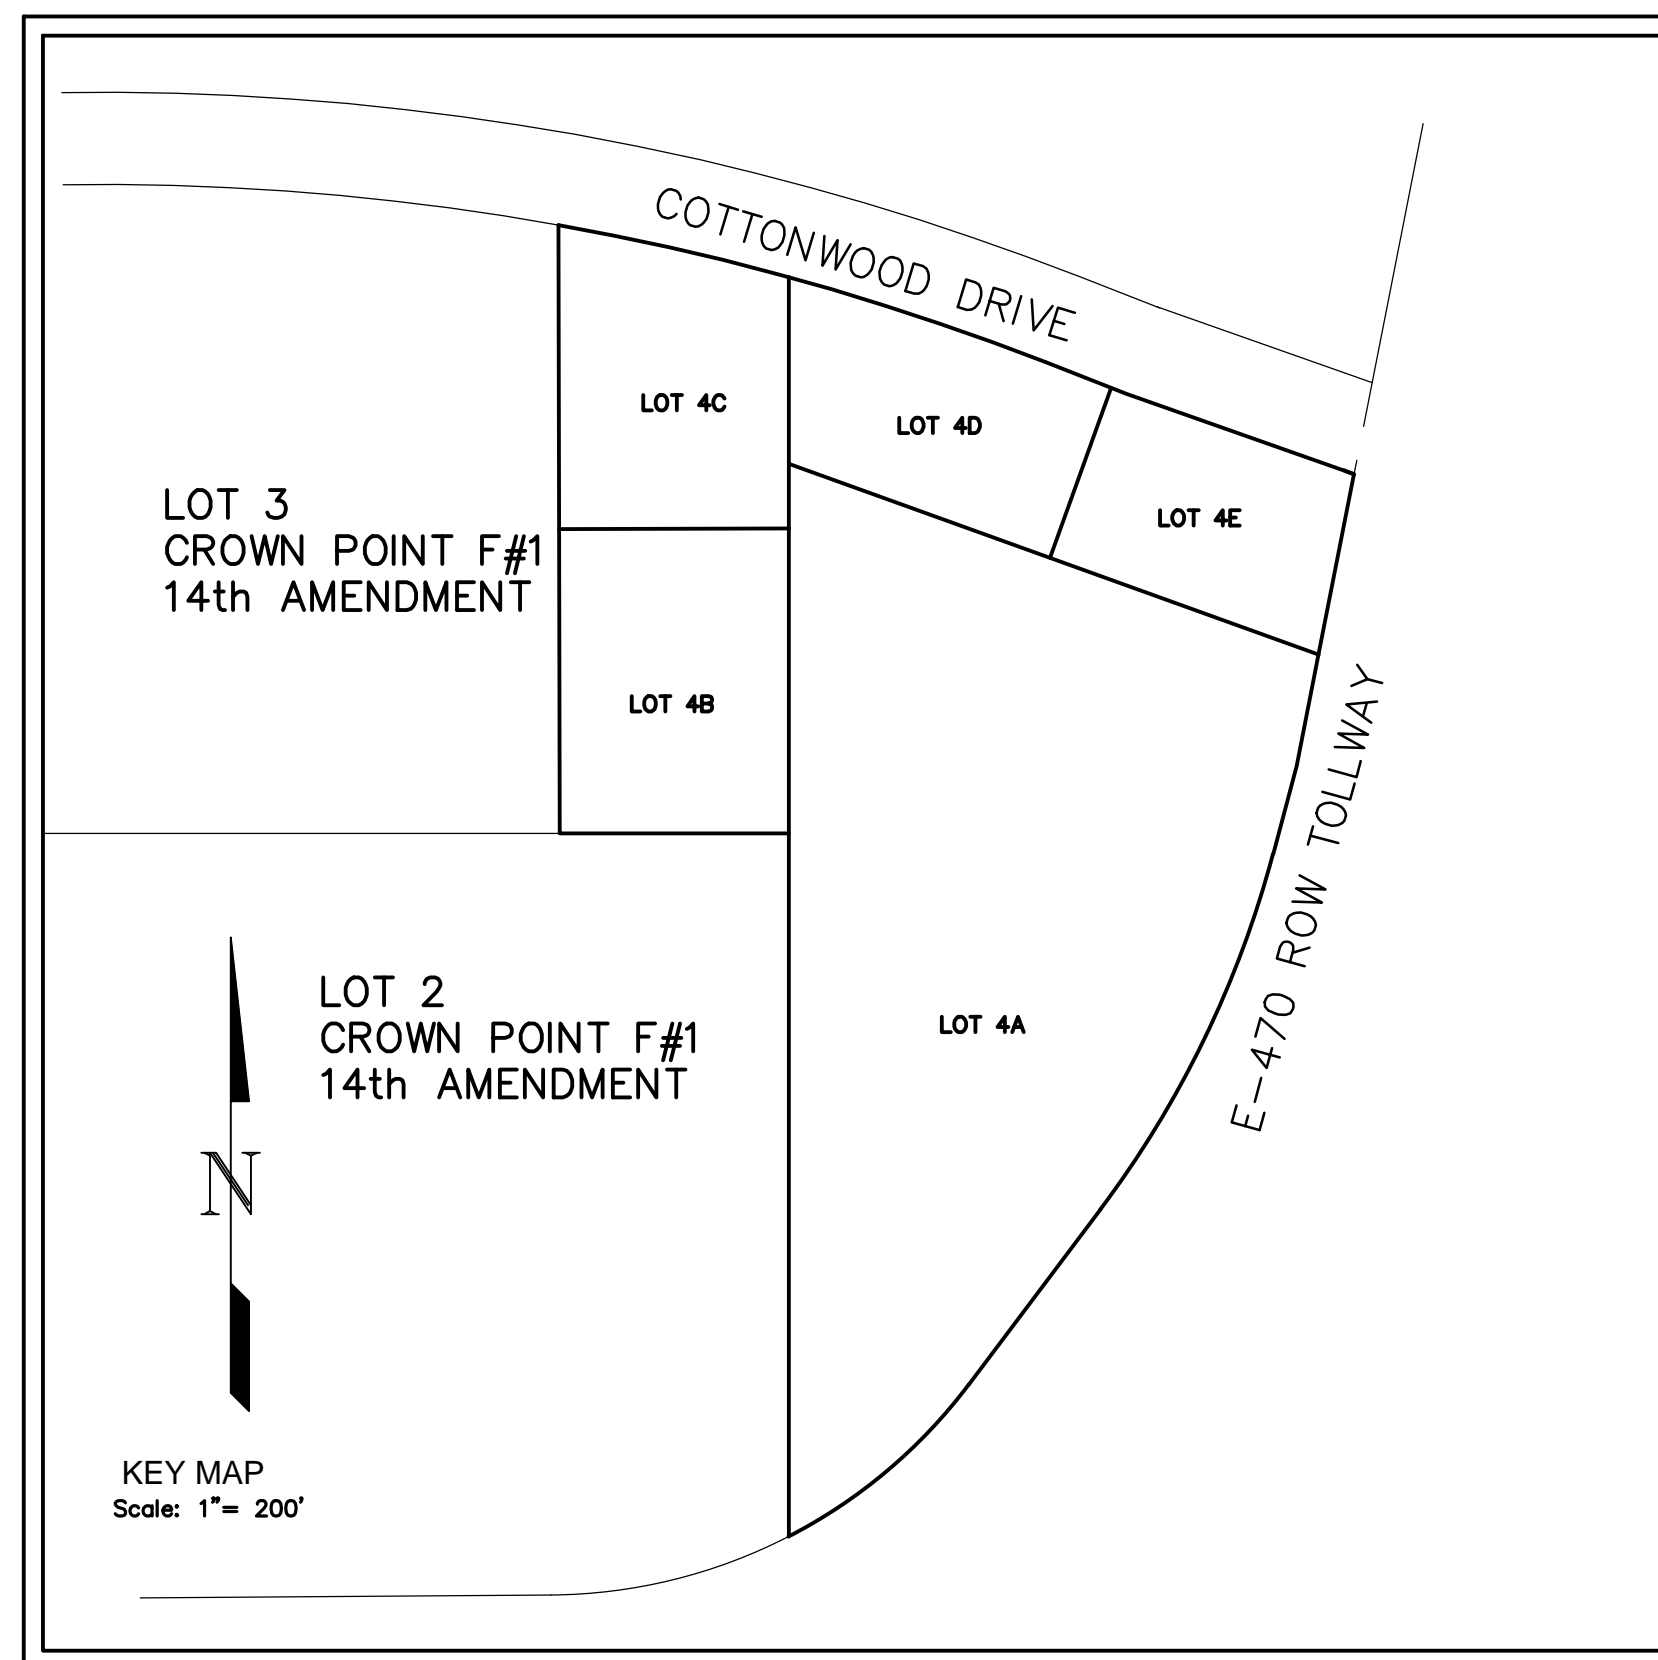 COTTONWOOD DRIVE
LOT 4C
LOT 4D
LOT 4E
LOT 3
CROWN POINT F#1
14th AMENDMENT
LOT 4B
E-470 ROW TOLLWAY
LOT 2
CROWN POINT F#1
14th AMENDMENT
LOT 4A
N
KEY MAP
Scale: 1"= 200'